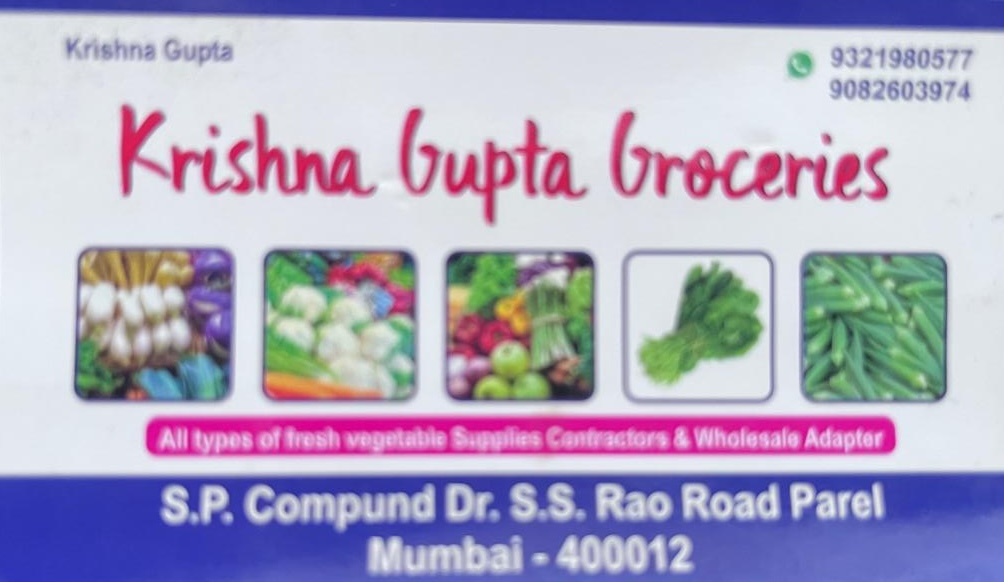 Krishna Gupta
9321980577
9082603974
Krishna Gupta Groceries
All types of fresh vegetable Supplies Contractors & Wholesale Adapter
S.P. Compund Dr. S.S. Rao Road Parel
Mumbai - 400012